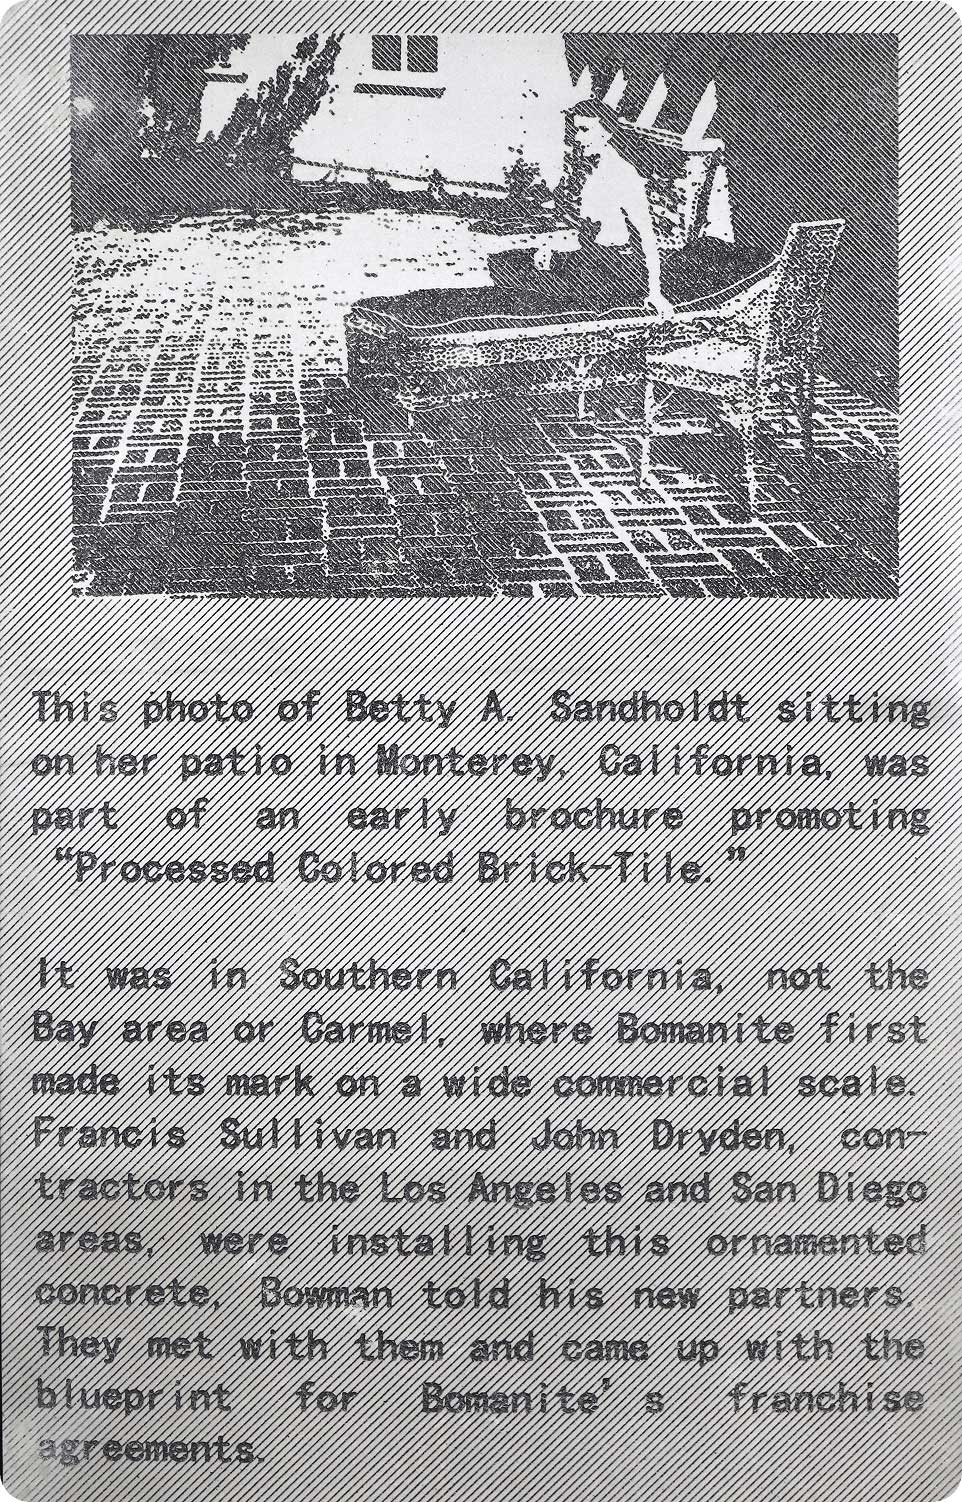 This photo of Betty A. Sandholdt sitting
on her patio in Monterey, California, was
part of an early brochure promoting
“Processed Colored Brick-Tile.”
It was in Southern California, not the
Bay area or Carmel, where Bomanite first
made its mark on a wide commercial scale.
Francis Sullivan and John Dryden, con-
tractors in the Los Angeles and San Diego
areas, were installing this ornamented
concrete, Bowman told his new partners.
They met with them and came up with the
blueprint for Bomanite's franchise
agreements.